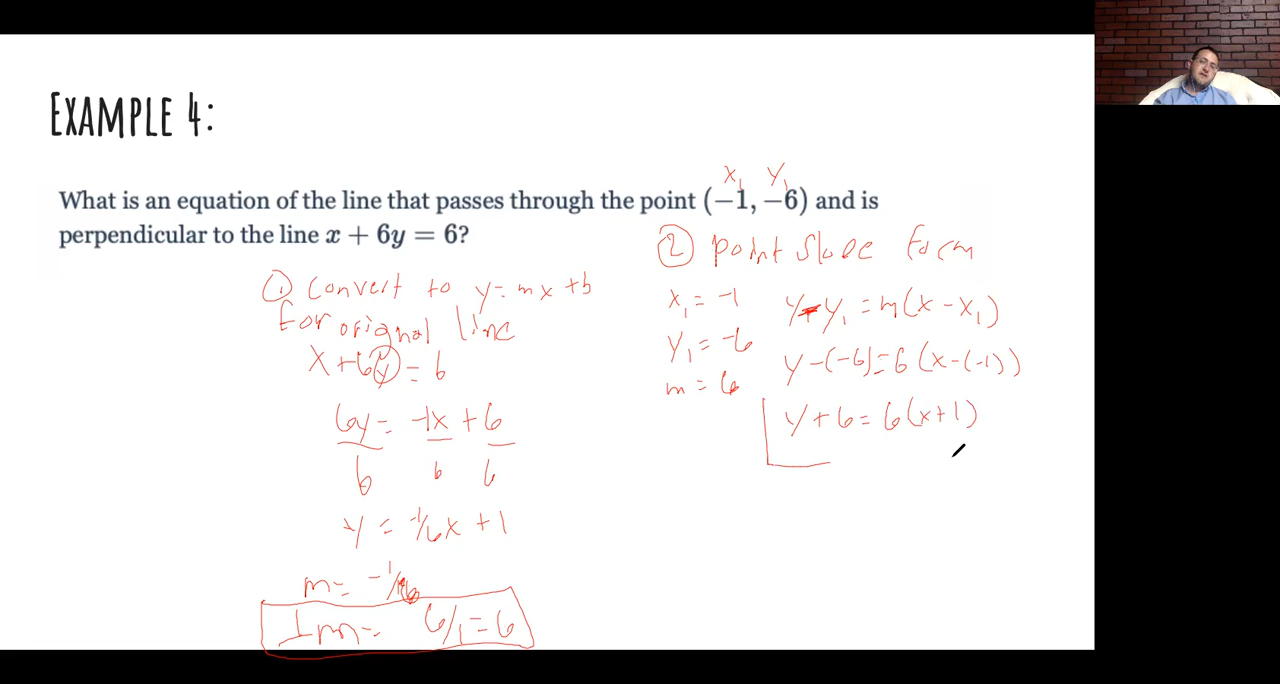 EXAMPLE 4:
What is an equation of the line that passes through the point (−1, −6) and is
perpendicular to the line x + 6y = 6?
x₁ y₁
① Convert to y=mx+b
For orignal line
x+6y=6
6y = -1x + 6
6 6 6
y = -1/6x + 1
m= -1/6
⊥m= 6/1=6
② point slope form
x₁ = -1
y₁ = -6
m = 6
y-y₁ = m(x-x₁)
y-(-6)=6(x-(-1))
y+6=6(x+1)